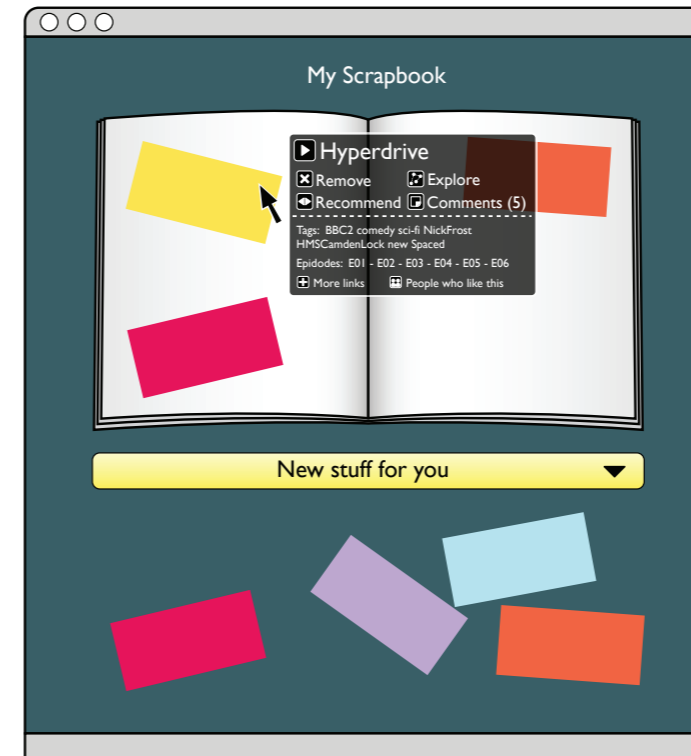 My Scrapbook
Hyperdrive
Remove Explore
Recommend Comments (5)
Tags: BBC2 comedy sci-fi NickFrost
HMSCamdenLock new Spaced
Epidodes: E01 - E02 - E03 - E04 - E05 - E06
More links People who like this
New stuff for you